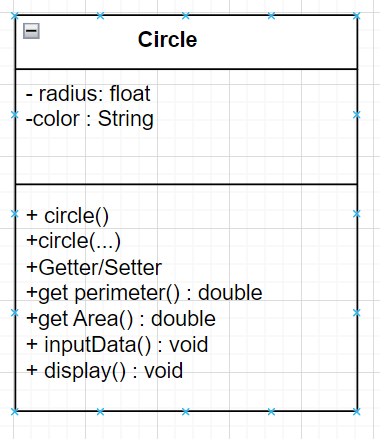 Circle
- radius: float
-color : String
+ circle()
+circle(...)
+Getter/Setter
+get perimeter() : double
+get Area() : double
+ inputData() : void
+ display() : void